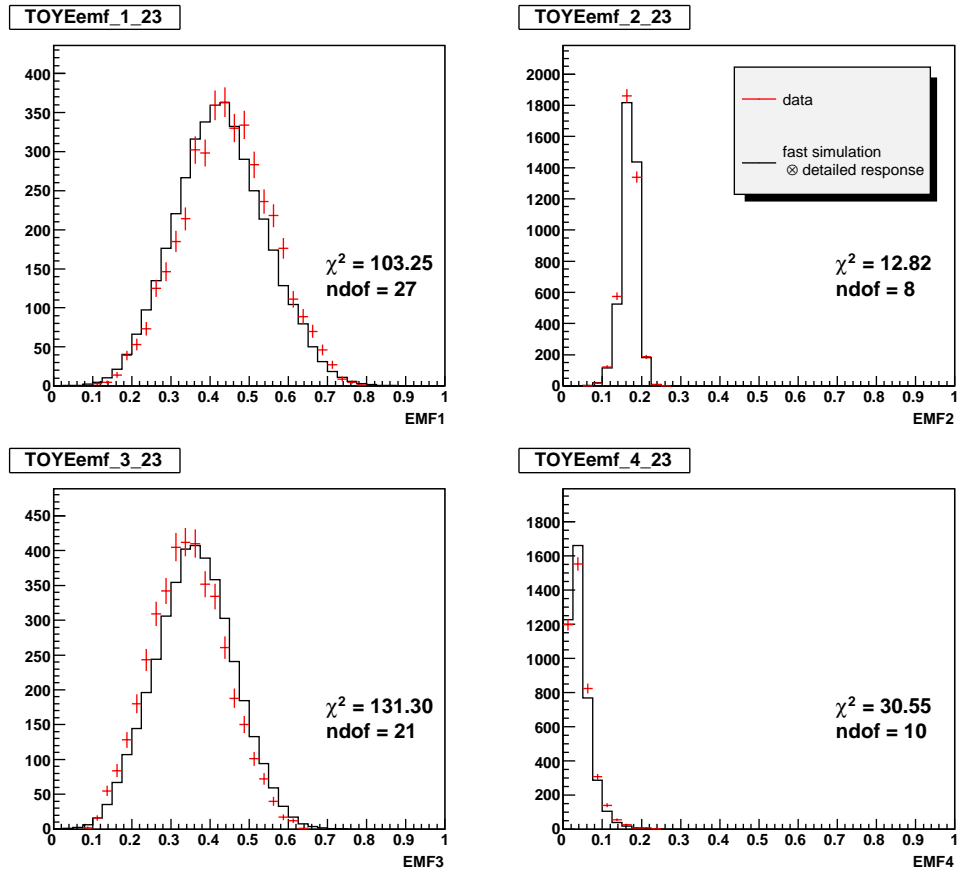 TOYEemf_1_23
400
350
300
250
200
150
100
50
0
χ² = 103.25
ndof = 27
0 0.1 0.2 0.3 0.4 0.5 0.6 0.7 0.8 0.9 1
EMF1
TOYEemf_2_23
2000
1800
1600
1400
1200
1000
800
600
400
200
0
data
fast simulation
⊗ detailed response
χ² = 12.82
ndof = 8
0 0.1 0.2 0.3 0.4 0.5 0.6 0.7 0.8 0.9 1
EMF2
TOYEemf_3_23
450
400
350
300
250
200
150
100
50
0
χ² = 131.30
ndof = 21
0 0.1 0.2 0.3 0.4 0.5 0.6 0.7 0.8 0.9 1
EMF3
TOYEemf_4_23
1800
1600
1400
1200
1000
800
600
400
200
0
χ² = 30.55
ndof = 10
0 0.1 0.2 0.3 0.4 0.5 0.6 0.7 0.8 0.9 1
EMF4